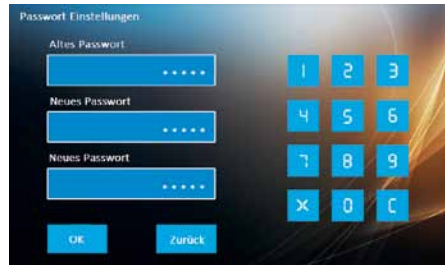 Passwort Einstellungen
Altes Passwort
*****
Neues Passwort
*****
Neues Passwort
*****
OK Zurück
1 2 3
4 5 6
7 8 9
X 0 C